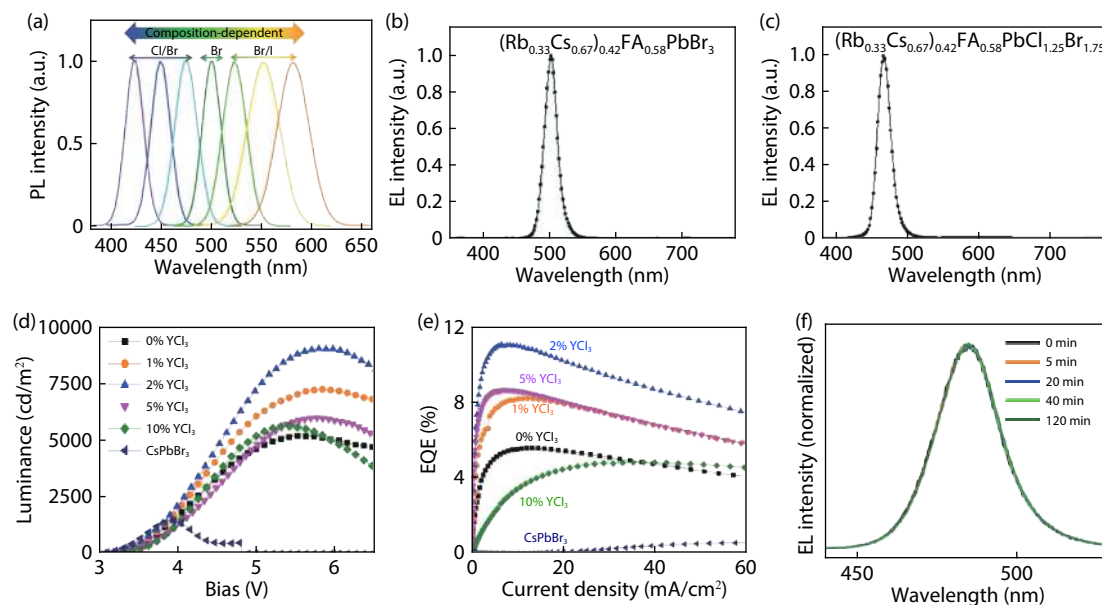 (a)
Composition-dependent
Cl/Br Br Br/I
1.0
0.5
0
PL intensity (a.u.)
400 450 500 550 600 650
Wavelength (nm)
(b)
(Rb0.33Cs0.67)0.42FA0.58PbBr3
1.0
0.8
0.6
0.4
0.2
0
EL intensity (a.u.)
400 500 600 700
Wavelength (nm)
(c)
(Rb0.33Cs0.67)0.42FA0.58PbCl1.25Br1.75
1.0
0.8
0.6
0.4
0.2
0
EL intensity (a.u.)
400 500 600 700
Wavelength (nm)
(d)
10000
7500
5000
2500
0
Luminance (cd/m2)
0% YCl3
1% YCl3
2% YCl3
5% YCl3
10% YCl3
CsPbBr3
3 4 5 6
Bias (V)
(e)
12
8
4
0
EQE (%)
2% YCl3
5% YCl3
1% YCl3
0% YCl3
10% YCl3
CsPbBr3
0 20 40 60
Current density (mA/cm2)
(f)
EL intensity (normalized)
0 min
5 min
20 min
40 min
120 min
450 500
Wavelength (nm)